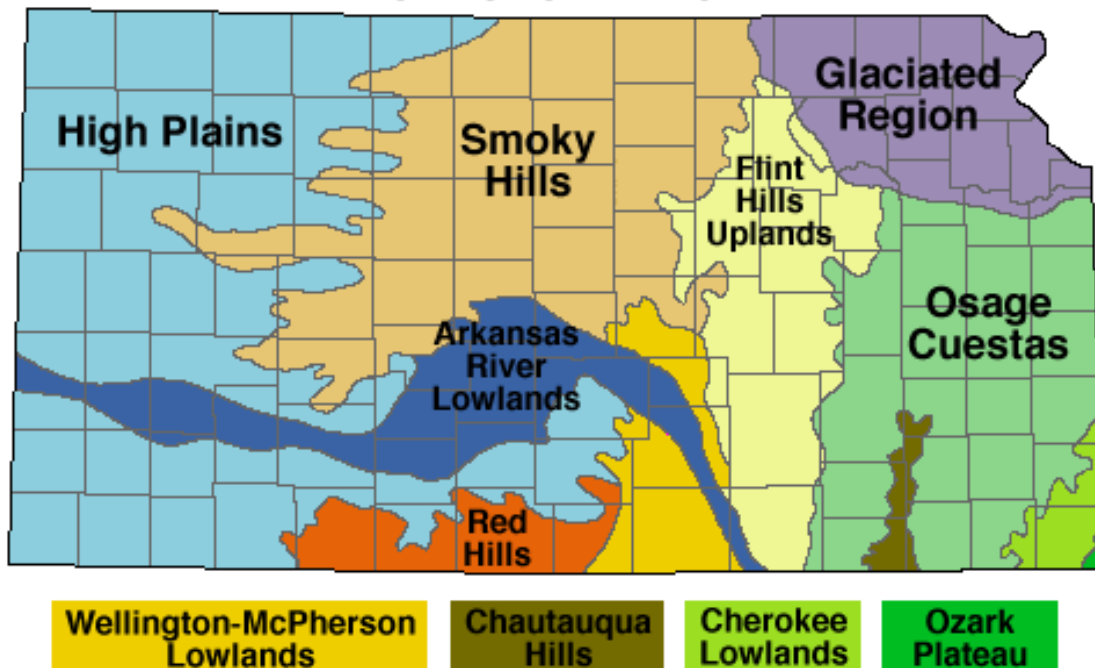 High Plains
Smoky
Hills
Glaciated
Region
Flint
Hills
Uplands
Osage
Cuestas
Arkansas
River
Lowlands
Red
Hills
Wellington-McPherson
Lowlands
Chautauqua
Hills
Cherokee
Lowlands
Ozark
Plateau